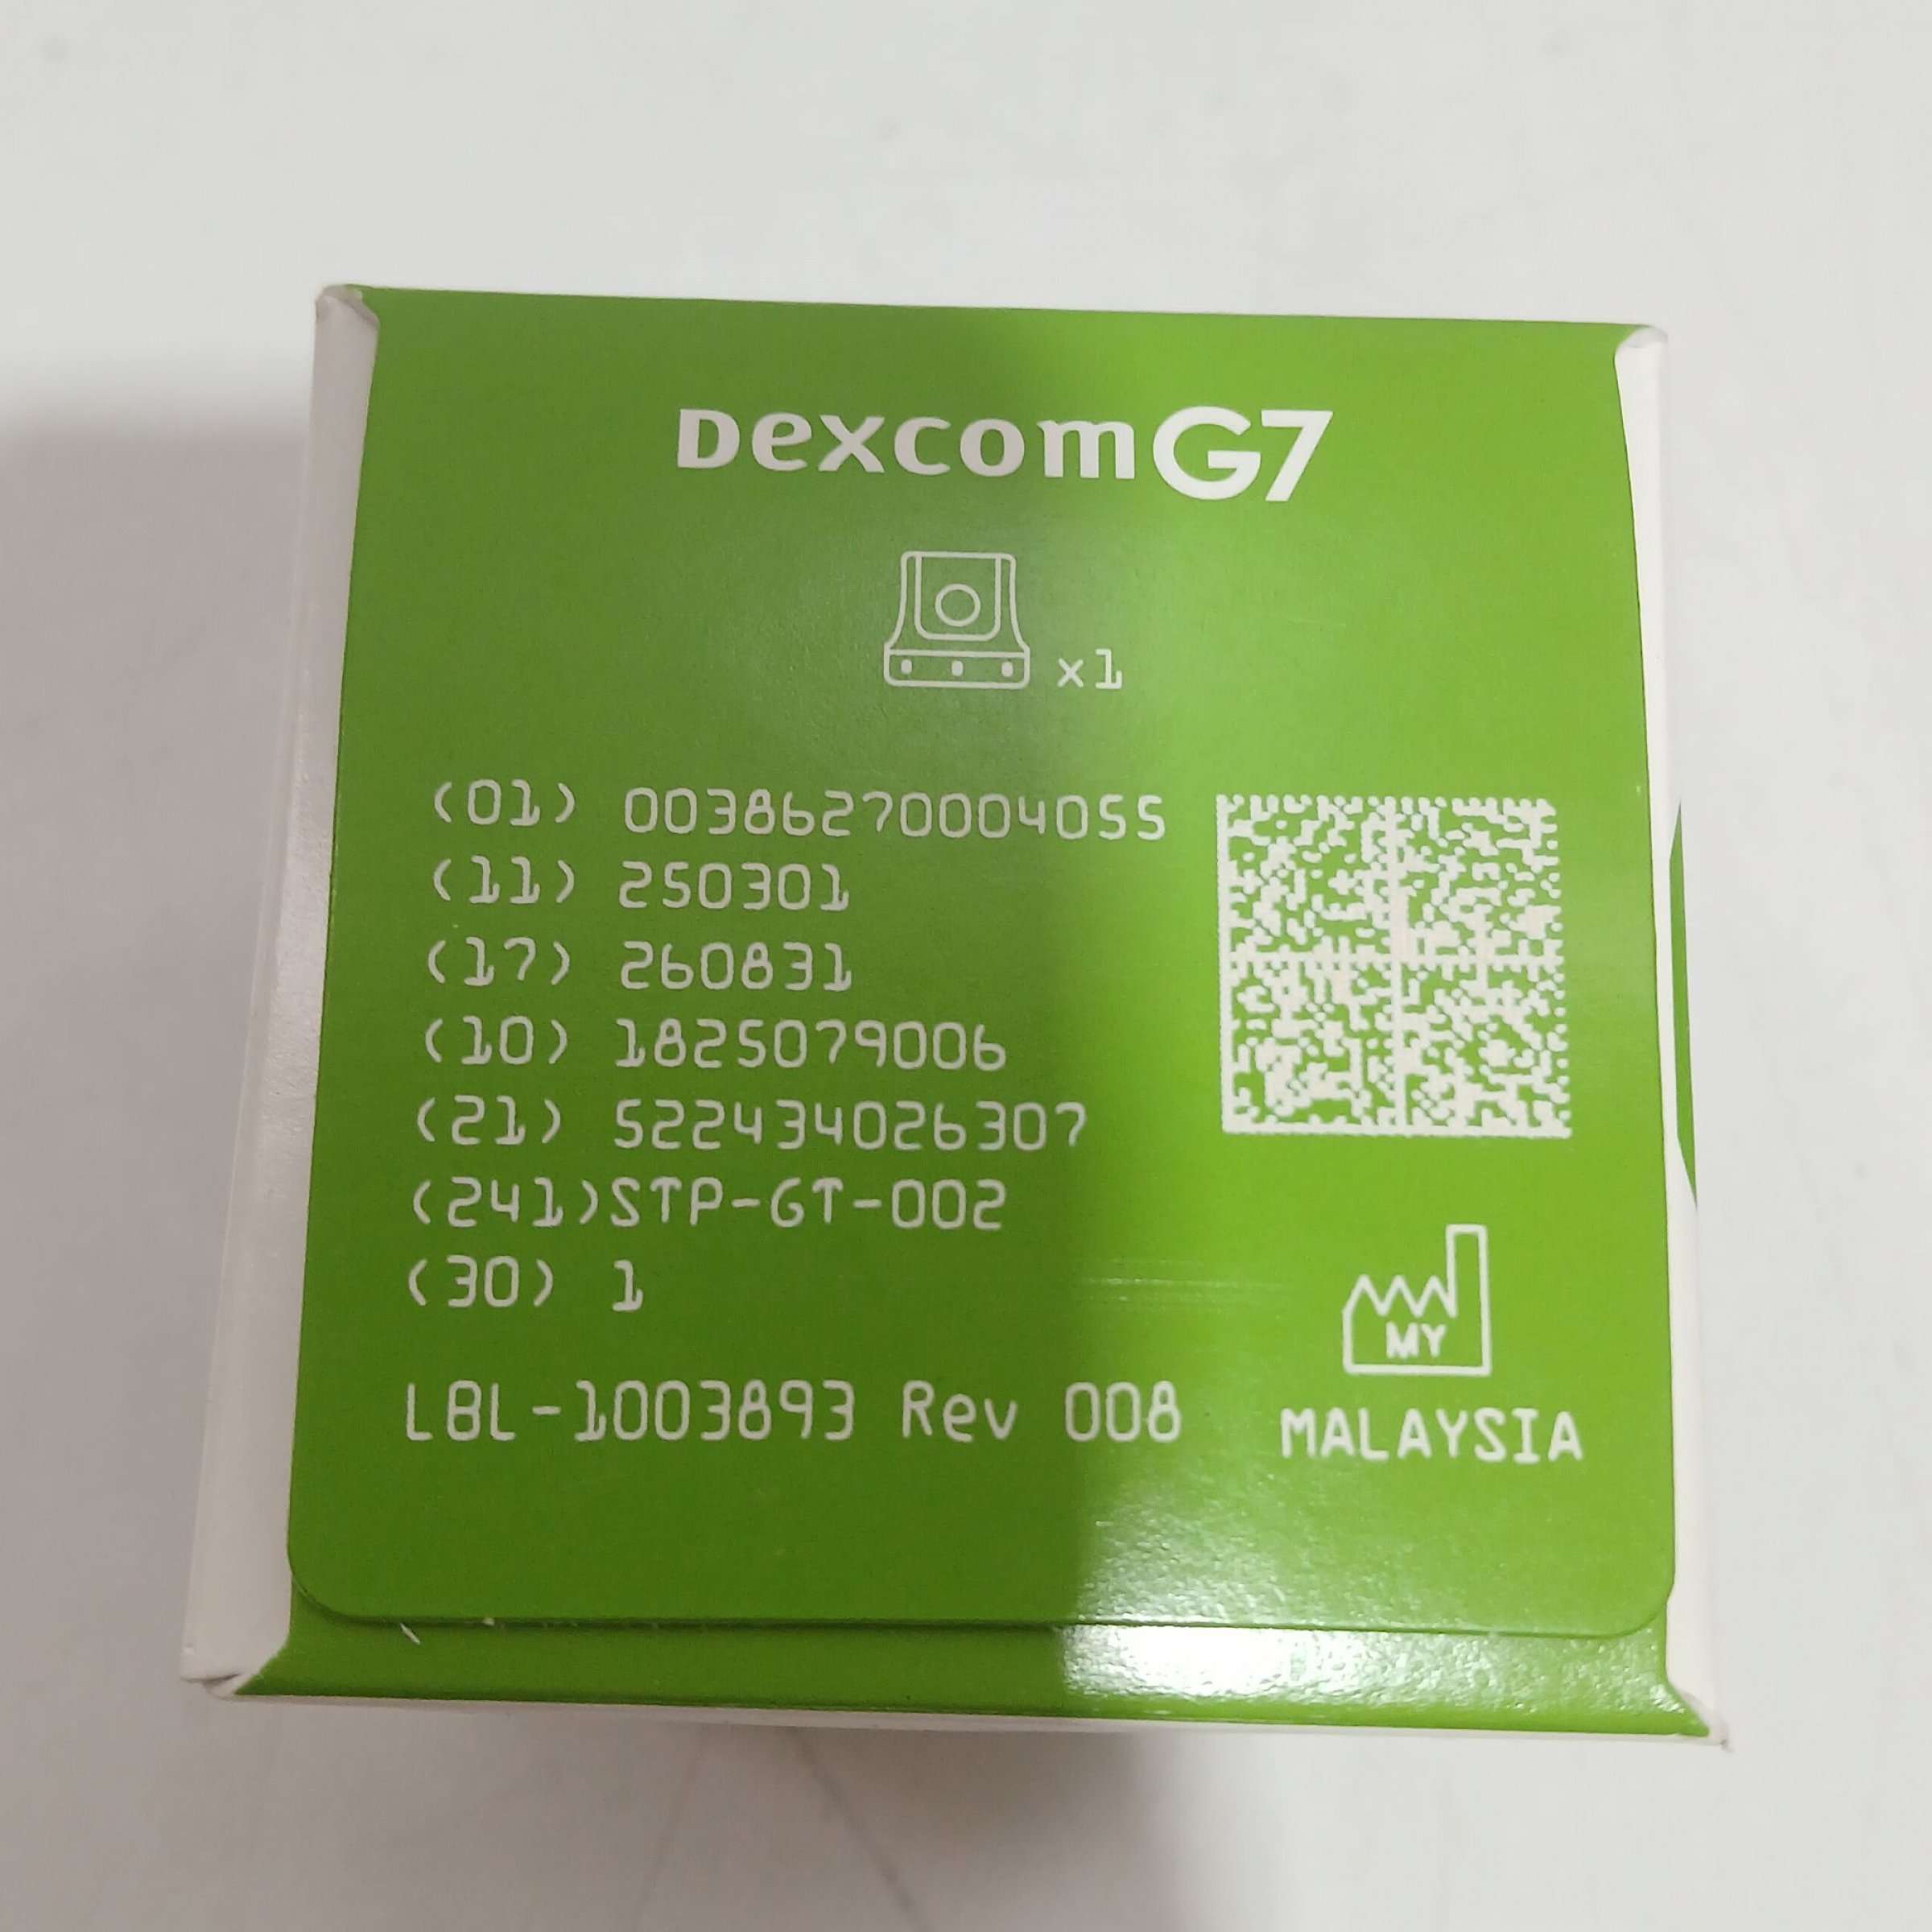 Dexcom G7
x1
(01) 00386270004055
(11) 250301
(17) 260831
(10) 1825079006
(21) 522434026307
(241)STP-GT-002
(30) 1
MY
LBL-1003893 Rev 008
MALAYSIA